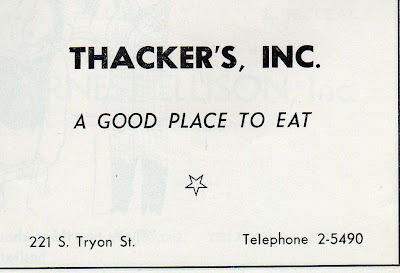 THACKER'S, INC.
A GOOD PLACE TO EAT
221 S. Tryon St. Telephone 2-5490